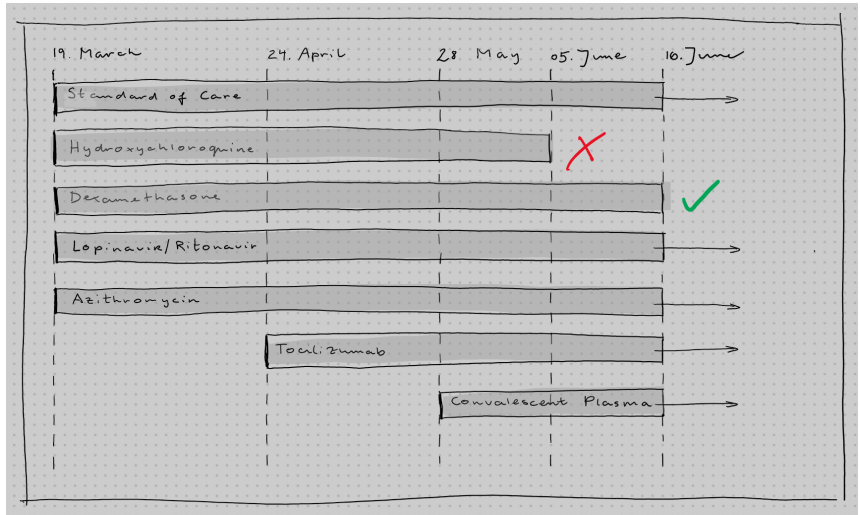 19. March 24. April 28 May 05. June 16. June
Standard of Care
Hydroxychloroquine
Dexamethasone
Lopinavir/Ritonavir
Azithromycin
Tocilizumab
Convalescent Plasma